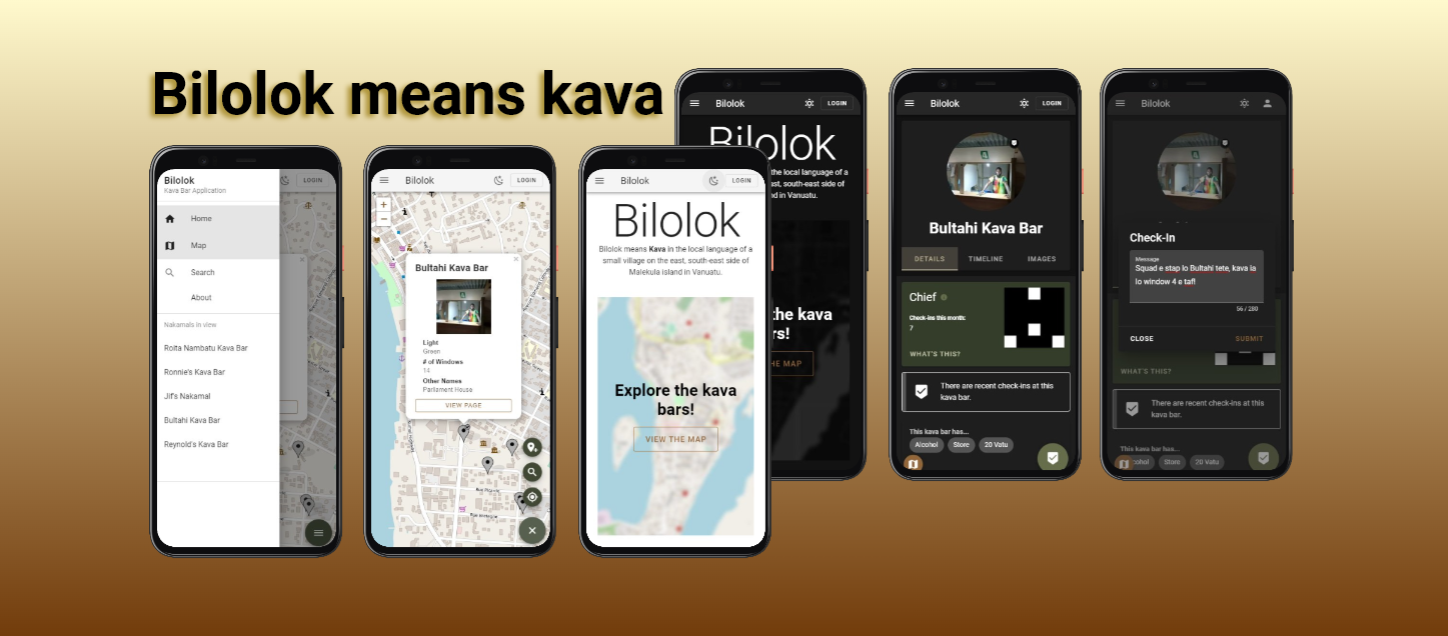 Bilolok means kava
Bilolok
Kava Bar Application
LOGIN
Home
Map
Search
About
Nakamals in view
Roita Nambatu Kava Bar
Ronnie's Kava Bar
Jif's Nakamal
Bultahi Kava Bar
Reynold's Kava Bar
Bilolok
LOGIN
+
−
Bultahi Kava Bar
Light
Green
# of Windows
14
Other Names
Parliament House
VIEW PAGE
Bilolok
LOGIN
Bilolok
Bilolok means Kava in the local language of a
small village on the east, south-east side of
Malekula island in Vanuatu.
Explore the kava
bars!
VIEW THE MAP
Bilolok
LOGIN
Bilolok
the local language of
st, south-east side of
nd in Vanuatu.
the kava
rs!
HE MAP
Bilolok
LOGIN
Bultahi Kava Bar
DETAILS
TIMELINE
IMAGES
Chief
Check-ins this month:
7
WHAT'S THIS?
There are recent check-ins at this
kava bar.
This kava bar has...
Alcohol
Store
20 Vatu
Bilolok
Check-In
Message
Squad e stap lo Bultahi tete, kava ia
lo window 4 e taf!
56 / 280
CLOSE
SUBMIT
WHAT'S THIS?
There are recent check-ins at this
kava bar.
This kava bar has...
ohol
Store
20 Vatu